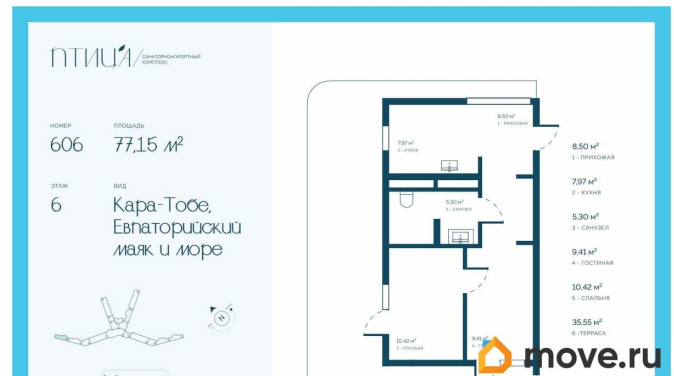 ПТИЦА / САНАТОРНО-КУРОРТНЫЙ
КОМПЛЕКС
НОМЕР
606
ПЛОЩАДЬ
77,15 м²
ЭТАЖ
6
ВИД
Кара-Тобе,
Евпаторийский
маяк и море
N
8,50 м²
1 - ПРИХОЖАЯ
7,97 м²
2 - КУХНЯ
5,30 м²
3 - САНУЗЕЛ
10,42 м²
5 - СПАЛЬНЯ
9,41 м²
8,50 м²
1 - ПРИХОЖАЯ
7,97 м²
2 - КУХНЯ
5,30 м²
3 - САНУЗЕЛ
9,41 м²
4 - ГОСТИНАЯ
10,42 м²
5 - СПАЛЬНЯ
35,55 м²
6 - ТЕРРАСА
move.ru